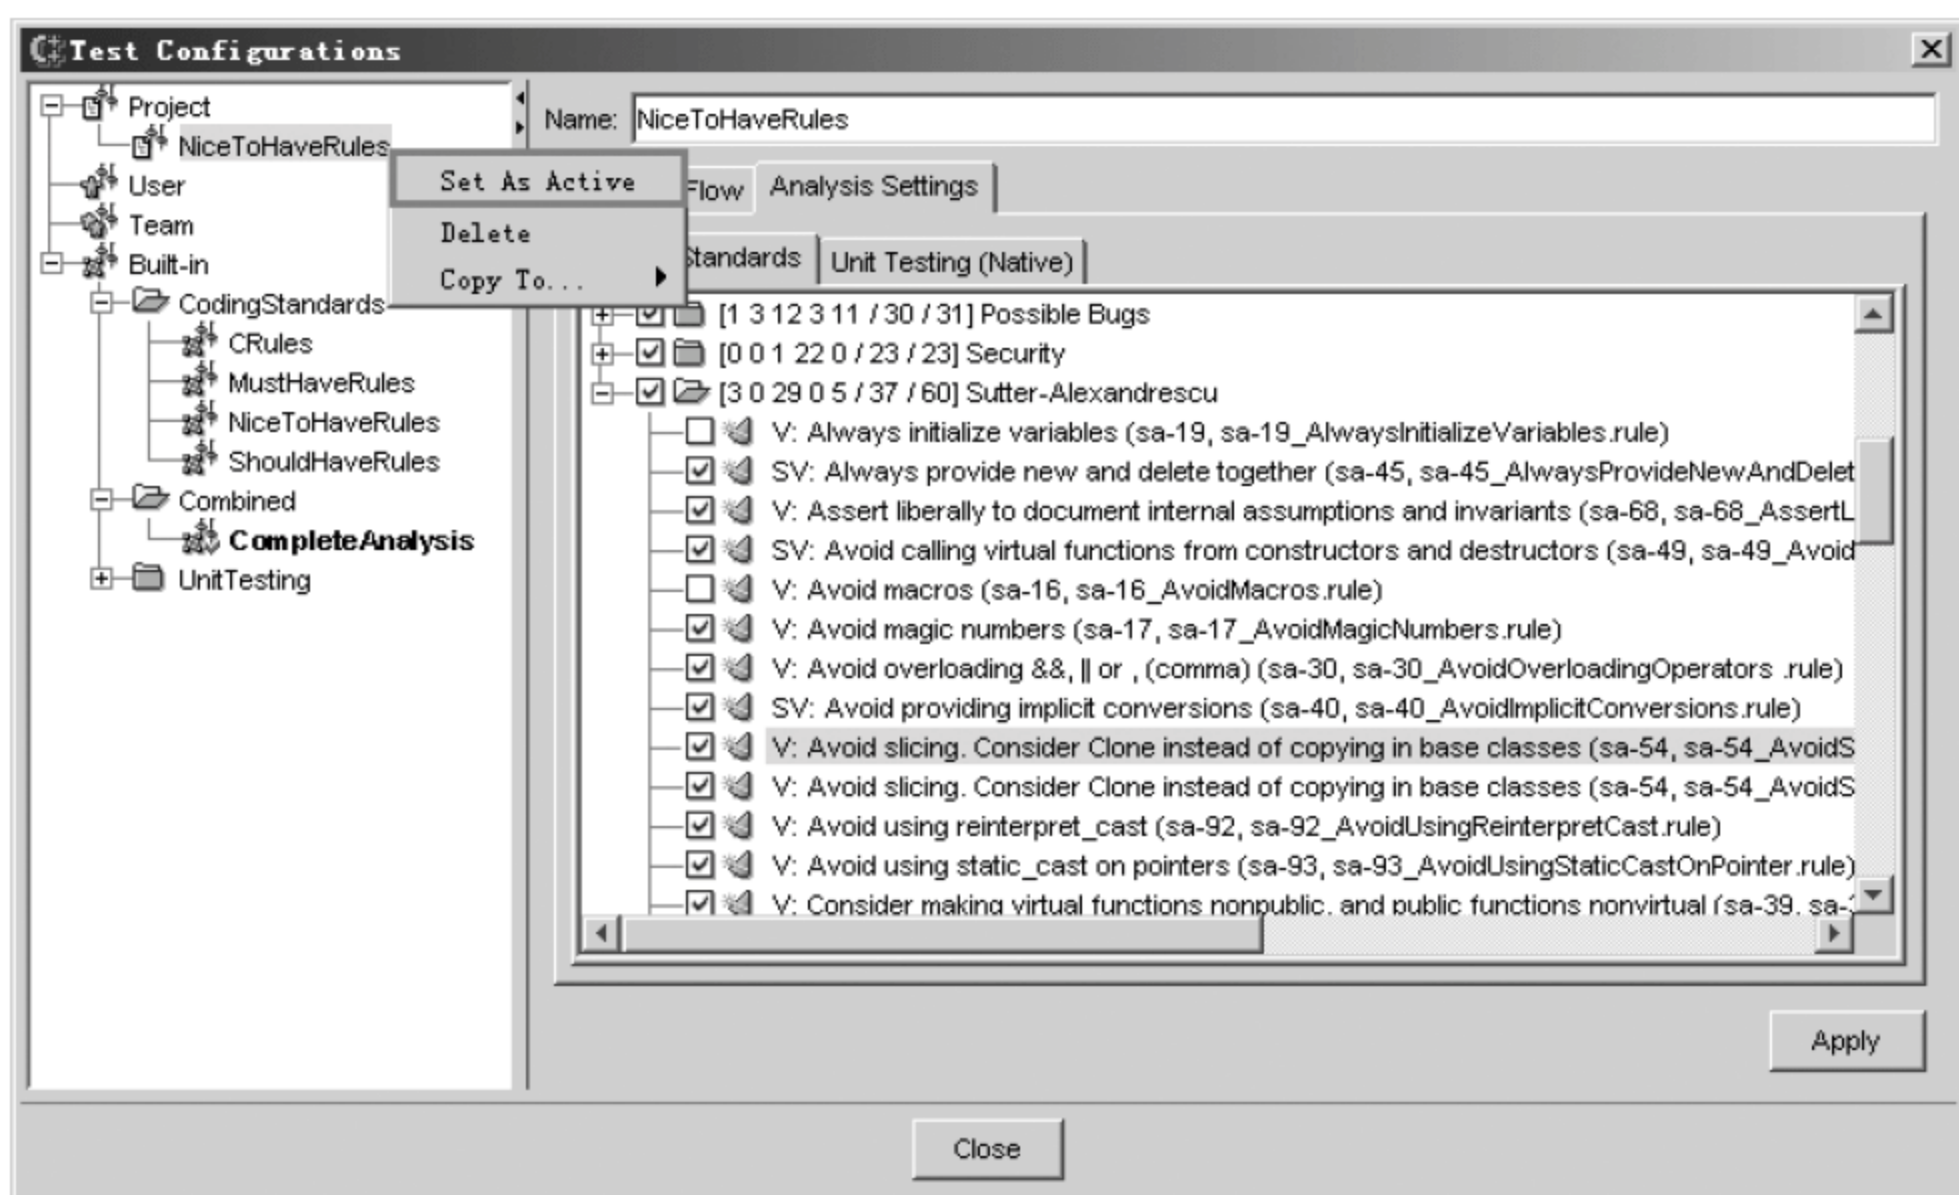 Test Configurations
Project
NiceToHaveRules
User
Team
Built-in
CodingStandards
CRules
MustHaveRules
NiceToHaveRules
ShouldHaveRules
Combined
CompleteAnalysis
UnitTesting
Set As Active
Delete
Copy To...
Name: NiceToHaveRules
Flow Analysis Settings
Standards Unit Testing (Native)
[1 3 12 3 11 / 30 / 31] Possible Bugs
[0 0 1 22 0 / 23 / 23] Security
[3 0 29 0 5 / 37 / 60] Sutter-Alexandrescu
V: Always initialize variables (sa-19, sa-19_AlwaysInitializeVariables.rule)
SV: Always provide new and delete together (sa-45, sa-45_AlwaysProvideNewAndDelet
V: Assert liberally to document internal assumptions and invariants (sa-68, sa-68_AssertL
SV: Avoid calling virtual functions from constructors and destructors (sa-49, sa-49_Avoid
V: Avoid macros (sa-16, sa-16_AvoidMacros.rule)
V: Avoid magic numbers (sa-17, sa-17_AvoidMagicNumbers.rule)
V: Avoid overloading &&, || or , (comma) (sa-30, sa-30_AvoidOverloadingOperators .rule)
SV: Avoid providing implicit conversions (sa-40, sa-40_AvoidImplicitConversions.rule)
V: Avoid slicing. Consider Clone instead of copying in base classes (sa-54, sa-54_AvoidS
V: Avoid slicing. Consider Clone instead of copying in base classes (sa-54, sa-54_AvoidS
V: Avoid using reinterpret_cast (sa-92, sa-92_AvoidUsingReinterpretCast.rule)
V: Avoid using static_cast on pointers (sa-93, sa-93_AvoidUsingStaticCastOnPointer.rule)
V: Consider making virtual functions nonpublic, and public functions nonvirtual (sa-39, sa-
Apply
Close